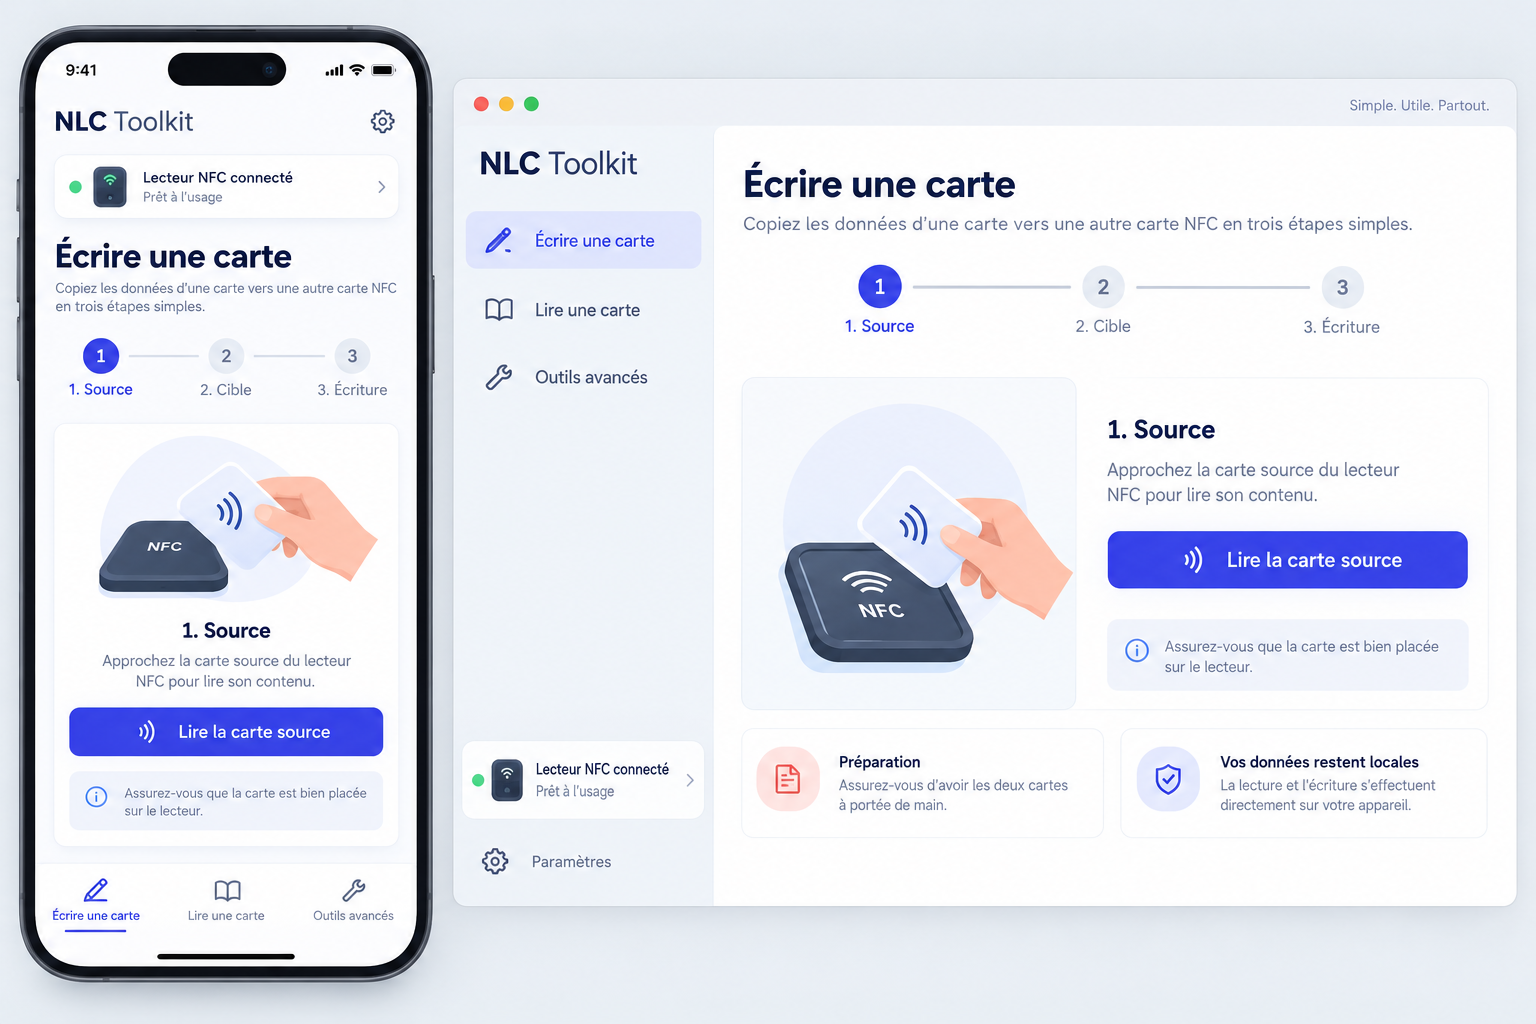 9:41
NLC Toolkit
Lecteur NFC connecté
Prêt à l'usage
Écrire une carte
Copiez les données d'une carte vers une autre carte NFC
en trois étapes simples.
1
2
3
1. Source
2. Cible
3. Écriture
NFC
1. Source
Approchez la carte source du lecteur
NFC pour lire son contenu.
Lire la carte source
Assurez-vous que la carte est bien placée
sur le lecteur.
Écrire une carte
Lire une carte
Outils avancés
Simple. Utile. Partout.
NLC Toolkit
Écrire une carte
Lire une carte
Outils avancés
Lecteur NFC connecté
Prêt à l'usage
Paramètres
Écrire une carte
Copiez les données d'une carte vers une autre carte NFC en trois étapes simples.
1
2
3
1. Source
2. Cible
3. Écriture
NFC
1. Source
Approchez la carte source du lecteur
NFC pour lire son contenu.
Lire la carte source
Assurez-vous que la carte est bien placée
sur le lecteur.
Préparation
Assurez-vous d'avoir les deux cartes
à portée de main.
Vos données restent locales
La lecture et l'écriture s'effectuent
directement sur votre appareil.